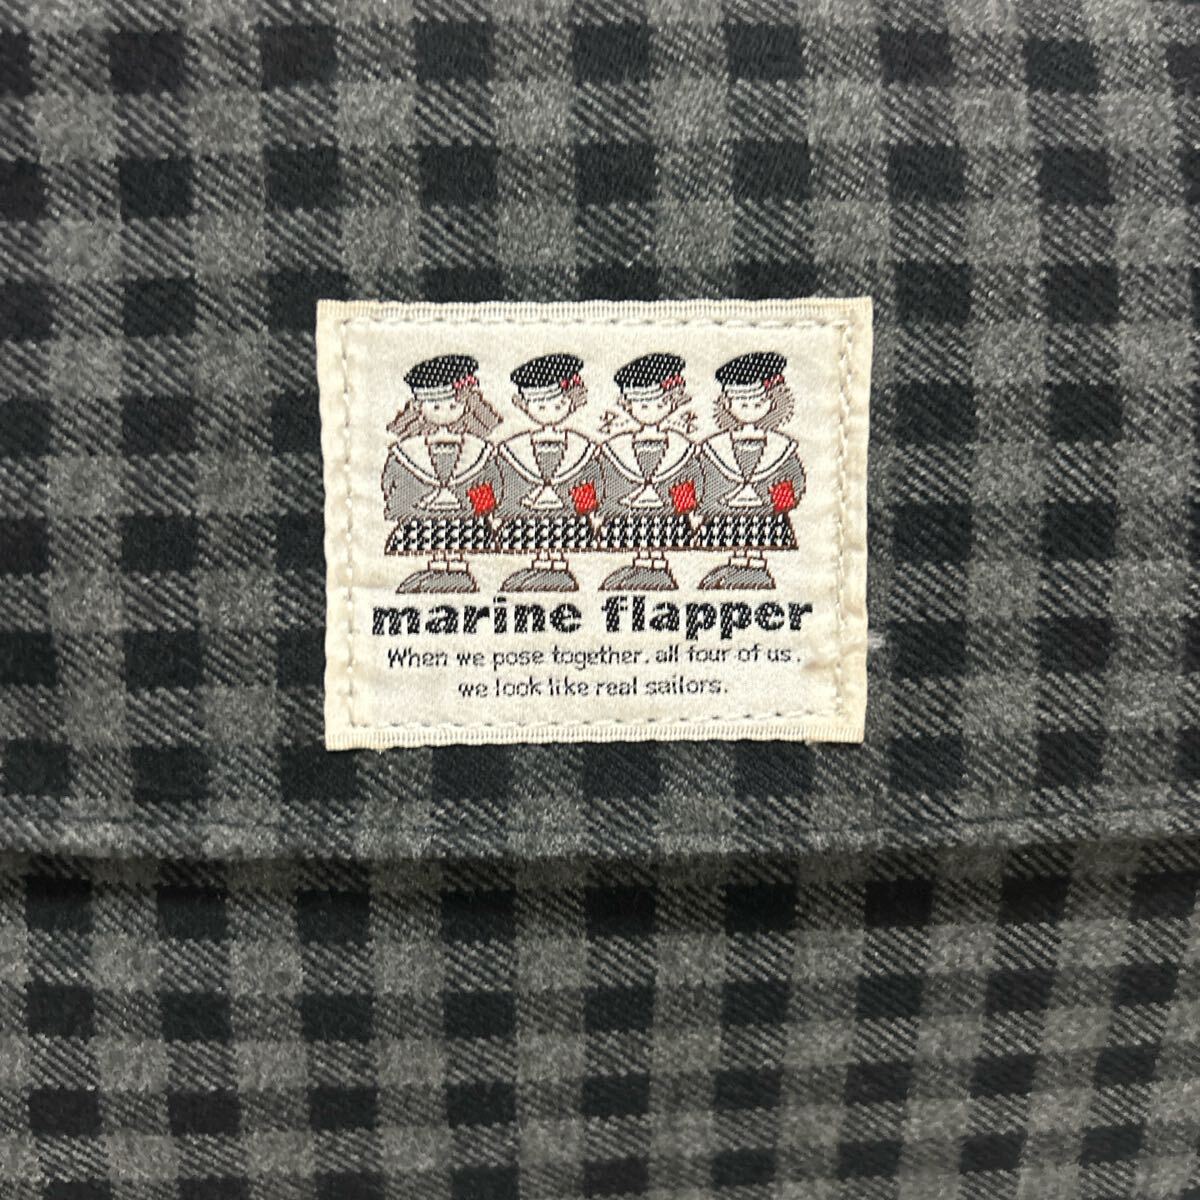 marine flapper
When we pose together, all four of us,
we look like real sailors.